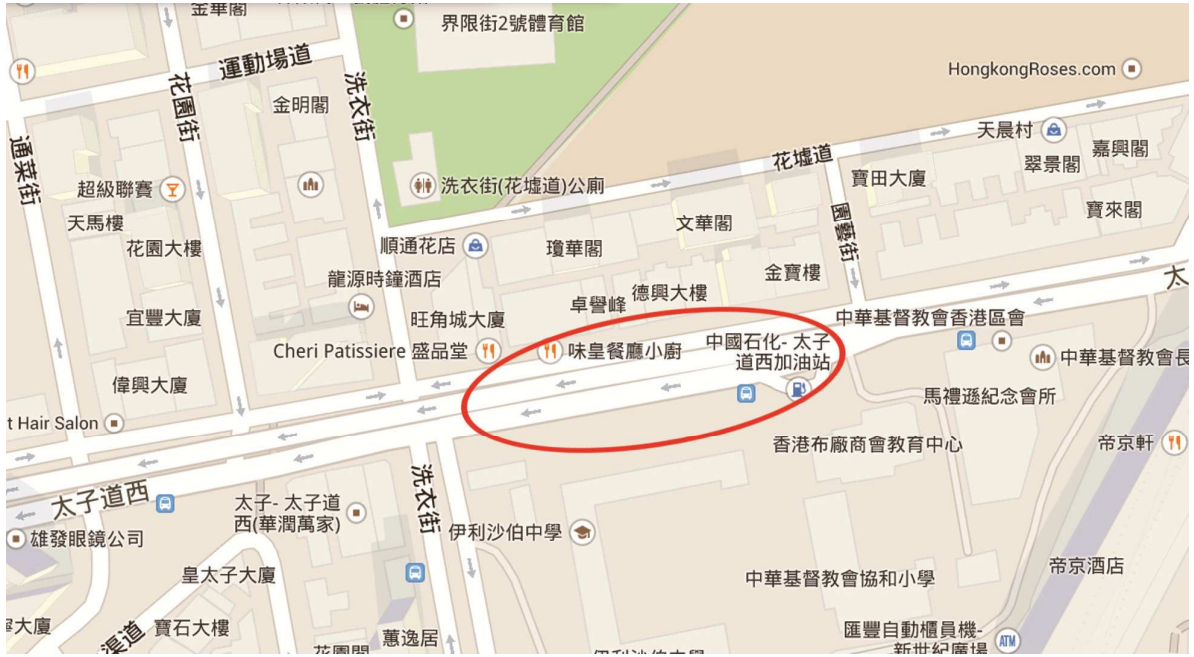 金華閣
界限街2號體育館
運動場道
花園街
洗衣街
HongkongRoses.com
金明閣
通菜街
天晨村
嘉興閣
翠景閣
花墟道
超級聯賽
洗衣街(花墟道)公廁
寶田大廈
寶來閣
天馬樓
文華閣
園藝街
花園大樓
順通花店
瓊華閣
金寶樓
太
龍源時鐘酒店
德興大樓
卓譽峰
宜豐大廈
旺角城大廈
中華基督教會香港區會
Cheri Patissiere 盛品堂
味皇餐廳小廚
中國石化- 太子
道西加油站
中華基督教會長
偉興大廈
馬禮遜紀念會所
t Hair Salon
香港布廠商會教育中心
帝京軒
太子道西
洗衣街
太子- 太子道
西(華潤萬家)
雄發眼鏡公司
伊利沙伯中學
皇太子大廈
中華基督教會協和小學
帝京酒店
大廈
渠道
寶石大樓
蕙逸居
花園閣
伊利沙伯中學
匯豐自動櫃員機-
新世紀廣場
ATM